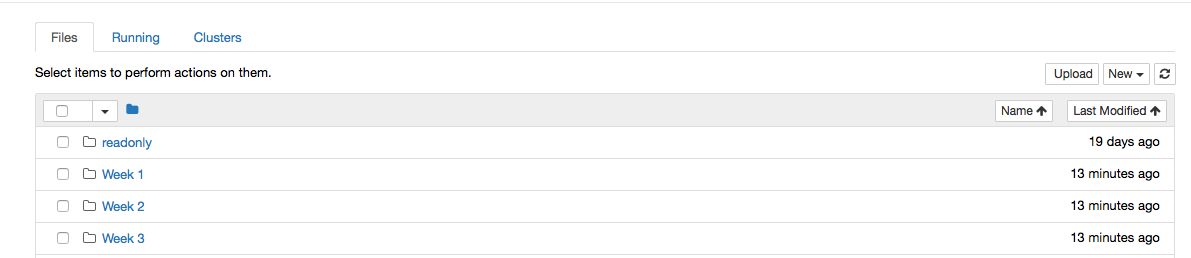 Files Running Clusters
Select items to perform actions on them. Upload New
Name Last Modified
readonly 19 days ago
Week 1 13 minutes ago
Week 2 13 minutes ago
Week 3 13 minutes ago